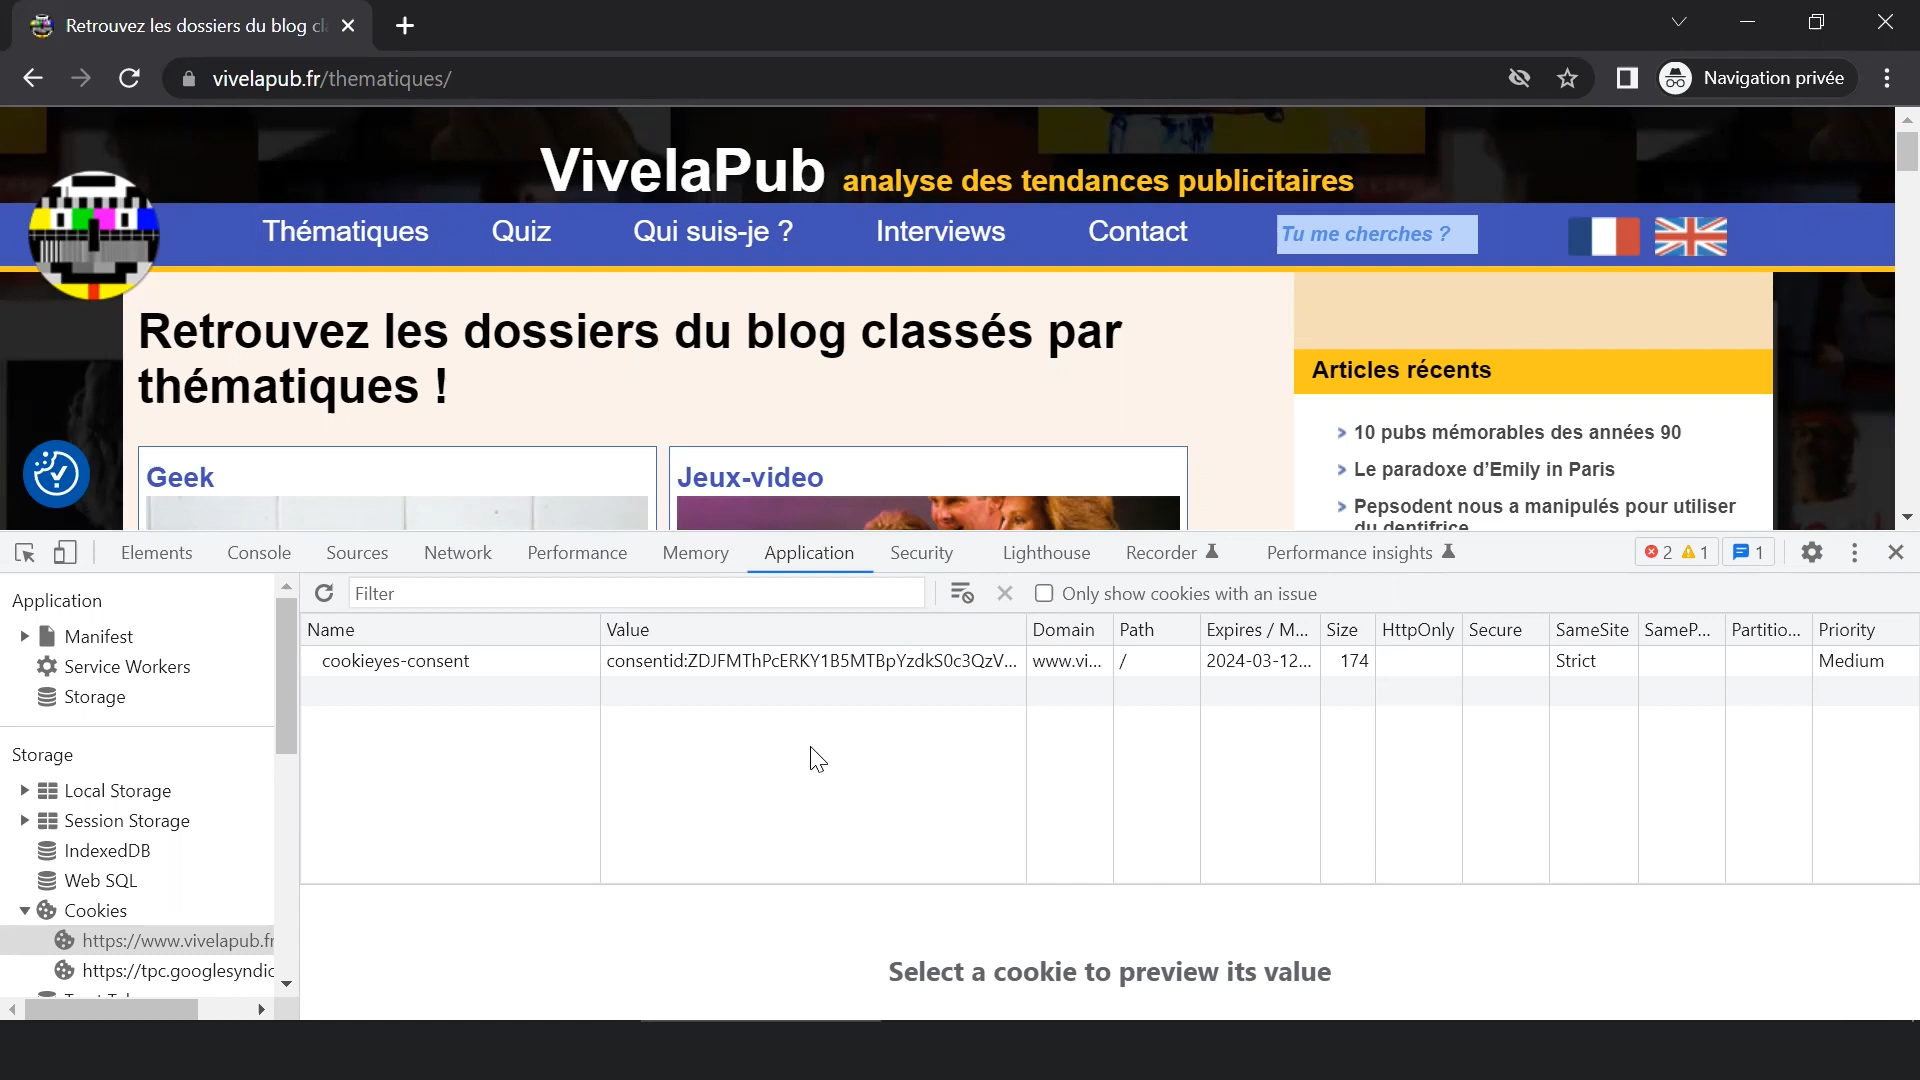 Retrouvez les dossiers du blog cl
vivelapub.fr/thematiques/
Navigation privée
VivelaPub analyse des tendances publicitaires
Thématiques Quiz Qui suis-je ? Interviews Contact Tu me cherches ?
Retrouvez les dossiers du blog classés par
thématiques !
Geek
Jeux-video
Articles récents
> 10 pubs mémorables des années 90
> Le paradoxe d’Emily in Paris
> Pepsodent nous a manipulés pour utiliser
du dentifrice
Elements Console Sources Network Performance Memory Application Security Lighthouse Recorder Performance insights 2 1 1
Application
Manifest
Service Workers
Storage
Storage
Local Storage
Session Storage
IndexedDB
Web SQL
Cookies
https://www.vivelapub.fr
https://tpc.googlesyndic
Filter Only show cookies with an issue
Name Value Domain Path Expires / M... Size HttpOnly Secure SameSite SameP... Partitio... Priority
cookieyes-consent consentid:ZDJFMThPcERKY1B5MTBpYzdkS0c3QzV... www.vi... / 2024-03-12... 174 Strict Medium
Select a cookie to preview its value